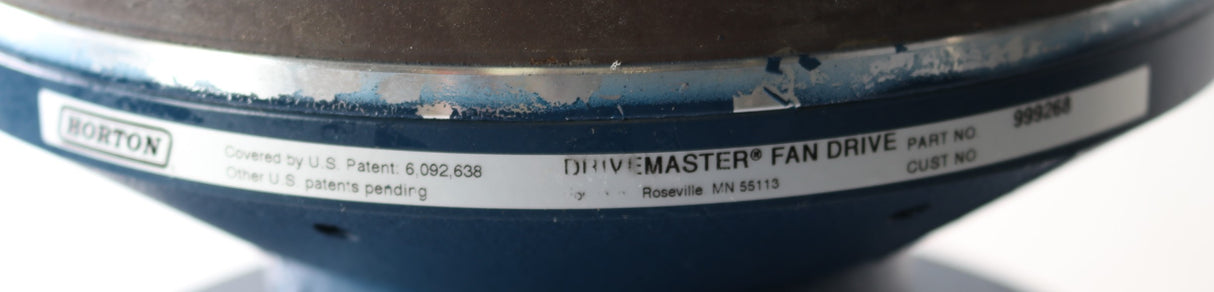 HORTON
Covered by U.S. Patent: 6,092,638
Other U.S. patents pending
DRIVEMASTER® FAN DRIVE
Roseville MN 55113
PART NO. 999268
CUST NO